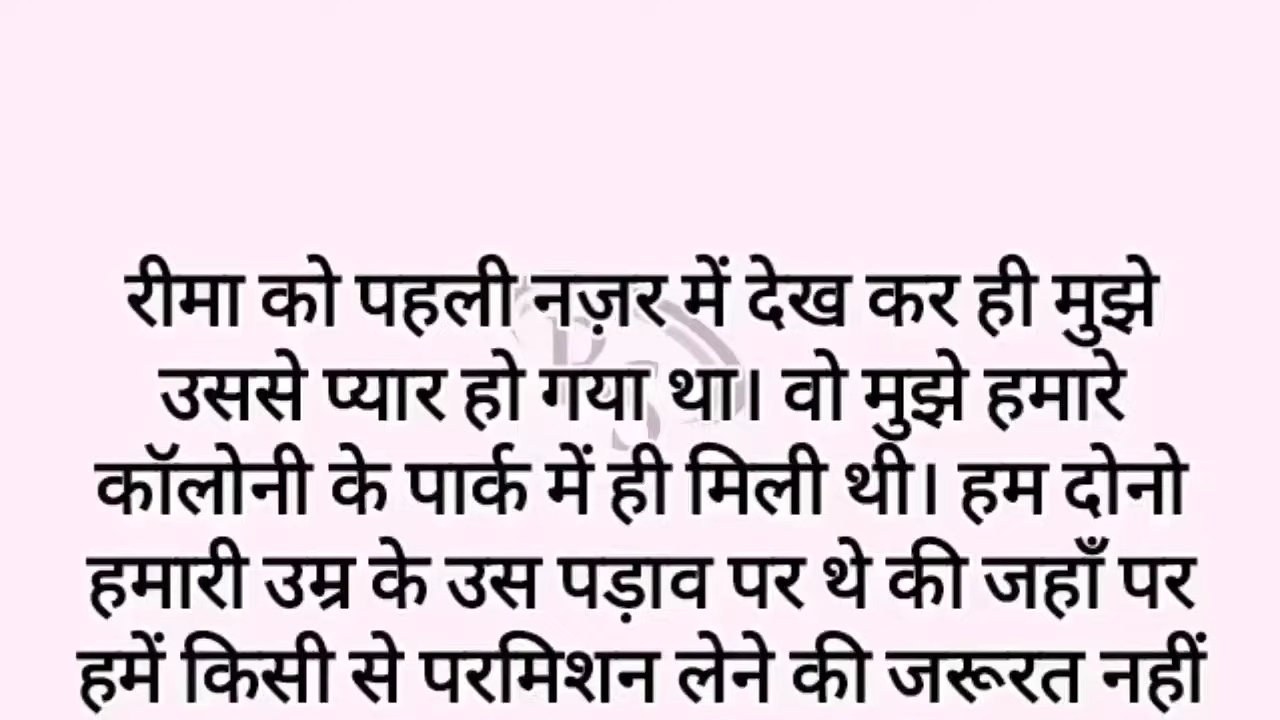 रीमा को पहली नज़र में देख कर ही मुझे
उससे प्यार हो गया था। वो मुझे हमारे
कॉलोनी के पार्क में ही मिली थी। हम दोनो
हमारी उम्र के उस पड़ाव पर थे की जहाँ पर
हमें किसी से परमिशन लेने की जरूरत नहीं